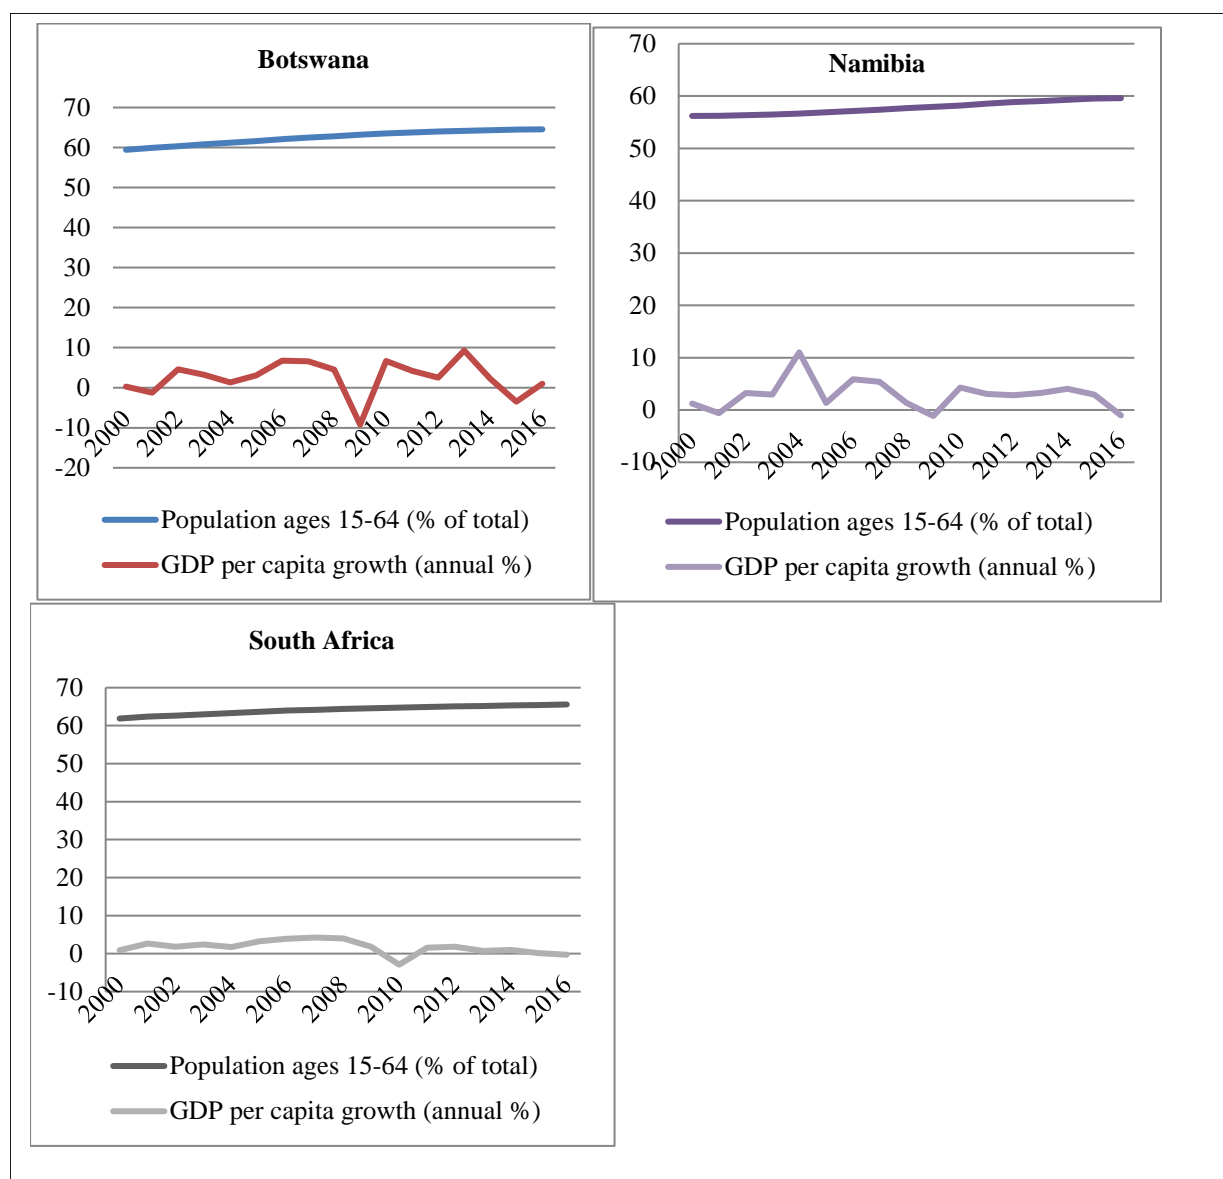 Botswana
70
60
50
40
30
20
10
0
-10
-20
2000 2002 2004 2006 2008 2010 2012 2014 2016
Population ages 15-64 (% of total)
GDP per capita growth (annual %)
Namibia
70
60
50
40
30
20
10
0
-10
2000 2002 2004 2006 2008 2010 2012 2014 2016
Population ages 15-64 (% of total)
GDP per capita growth (annual %)
South Africa
70
60
50
40
30
20
10
0
-10
2000 2002 2004 2006 2008 2010 2012 2014 2016
Population ages 15-64 (% of total)
GDP per capita growth (annual %)